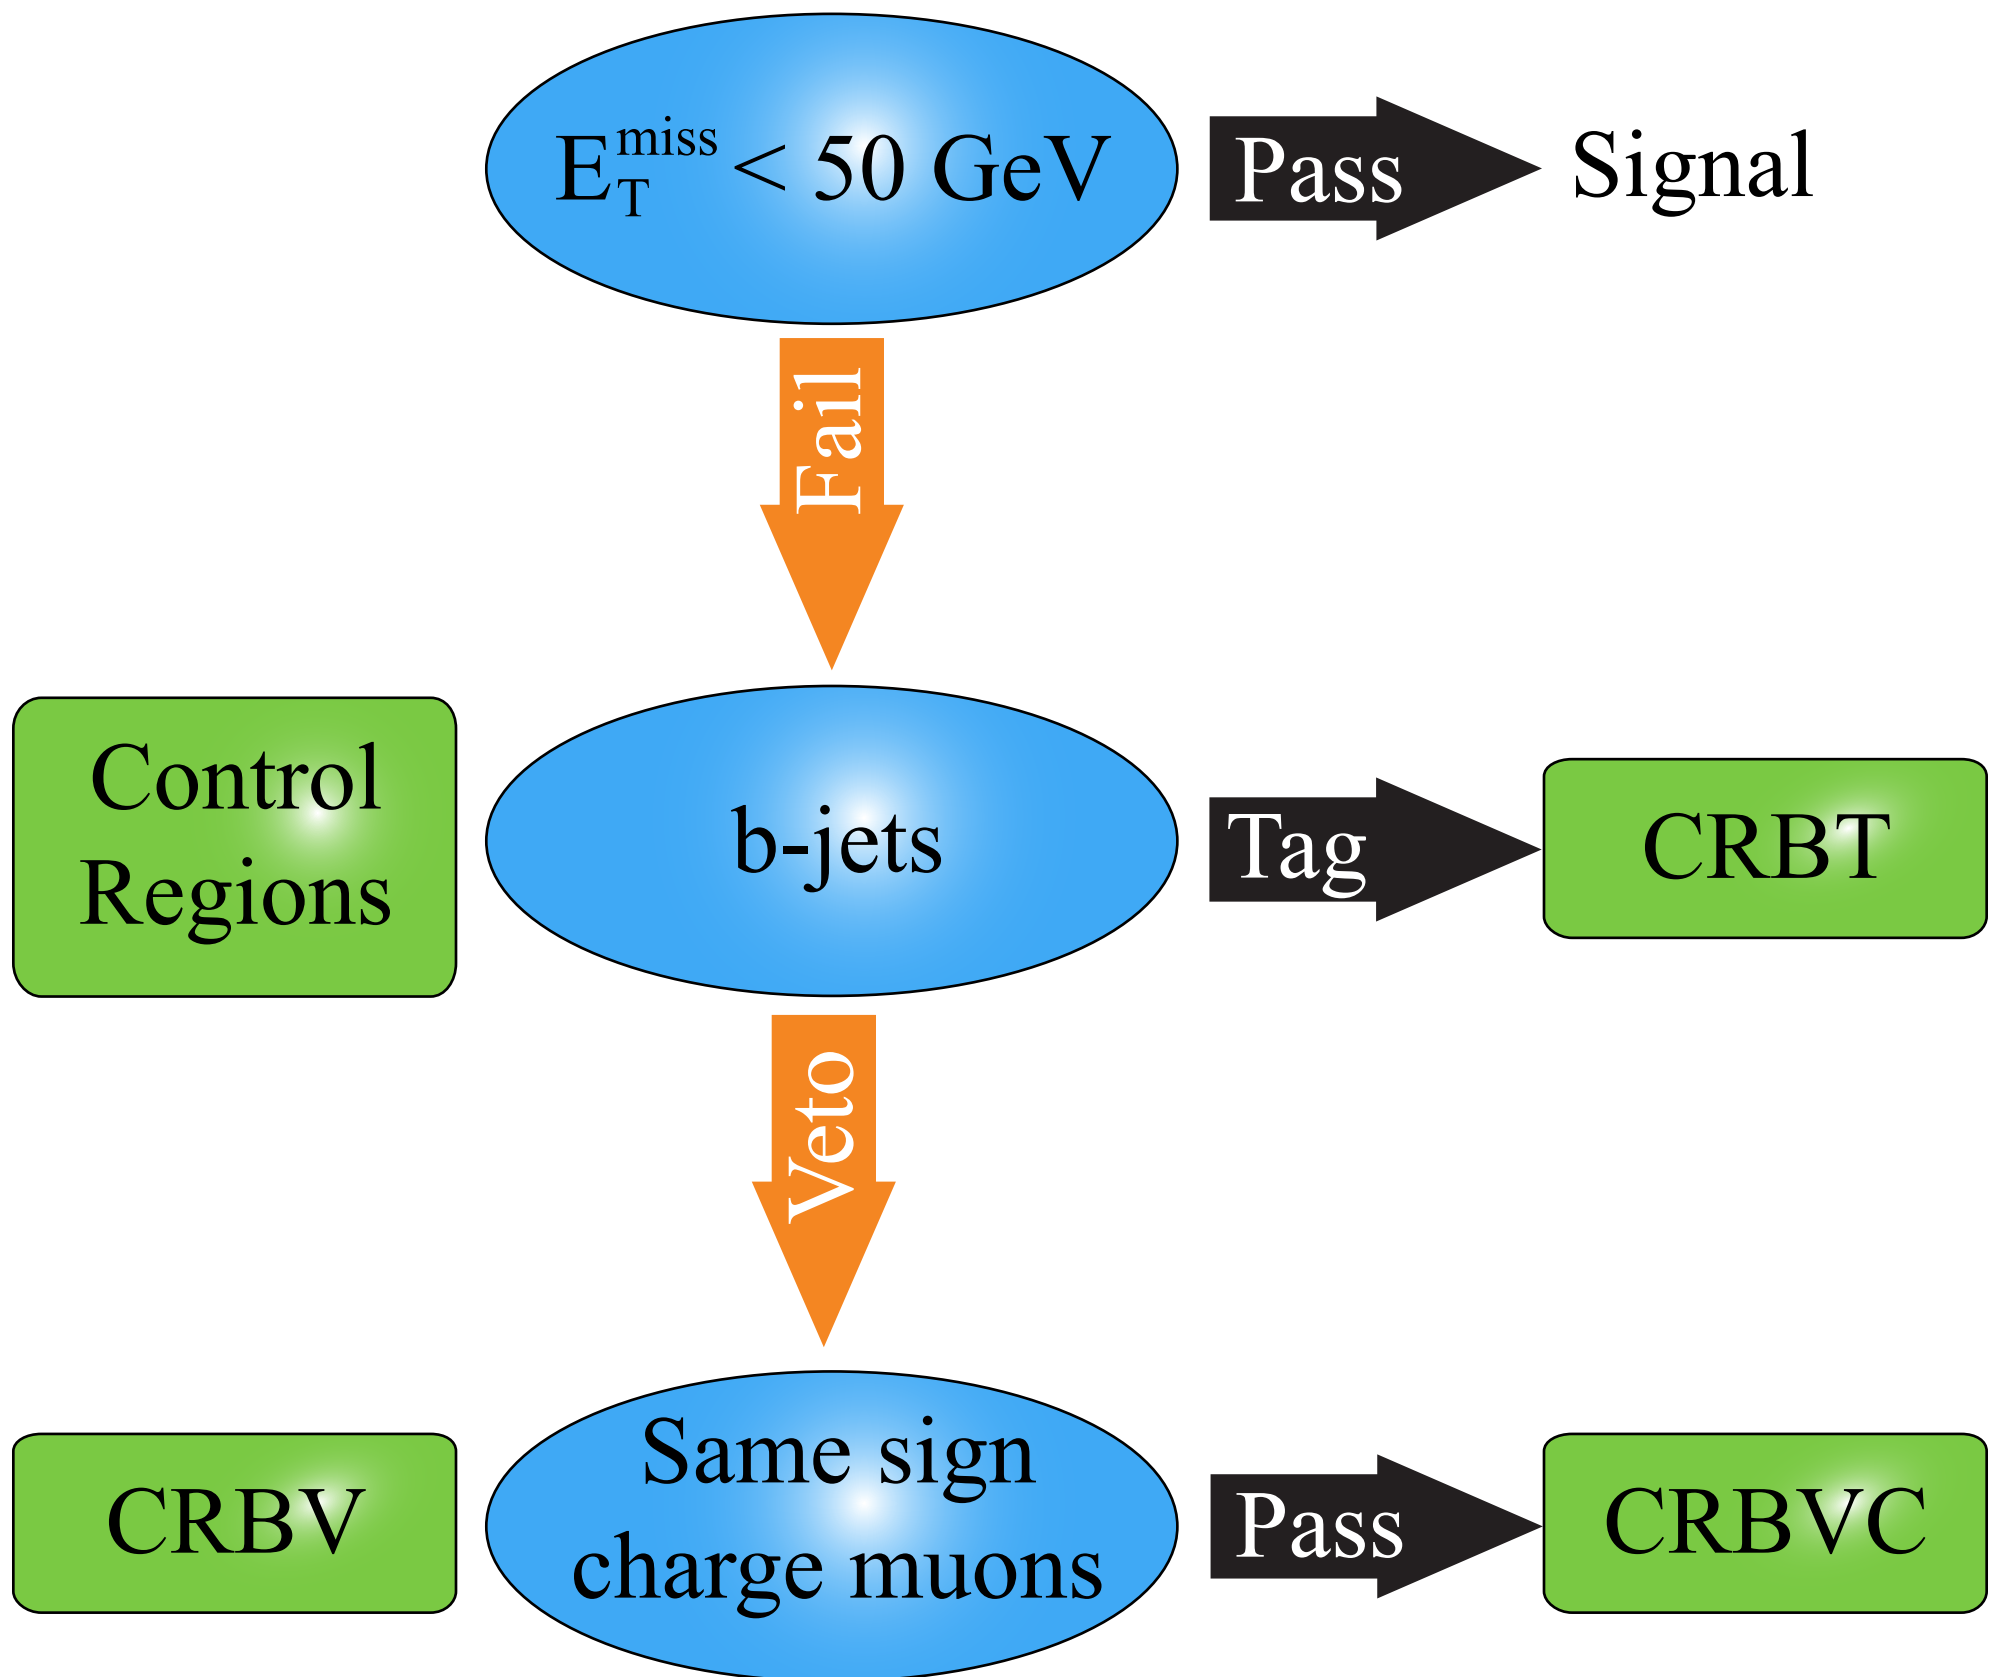 E_T^miss < 50 GeV
Pass
Signal
Fail
Control
Regions
b-jets
Tag
CRBT
Veto
CRBV
Same sign
charge muons
Pass
CRBVC